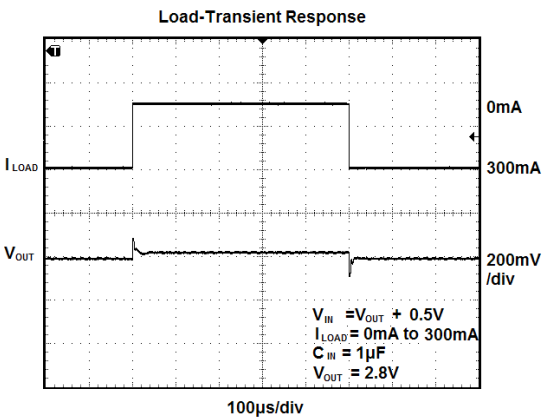 Load-Transient Response
T
0mA
I LOAD
300mA
VOUT
200mV
/div
VIN =VOUT + 0.5V
ILOAD = 0mA to 300mA
CIN = 1µF
VOUT = 2.8V
100µs/div